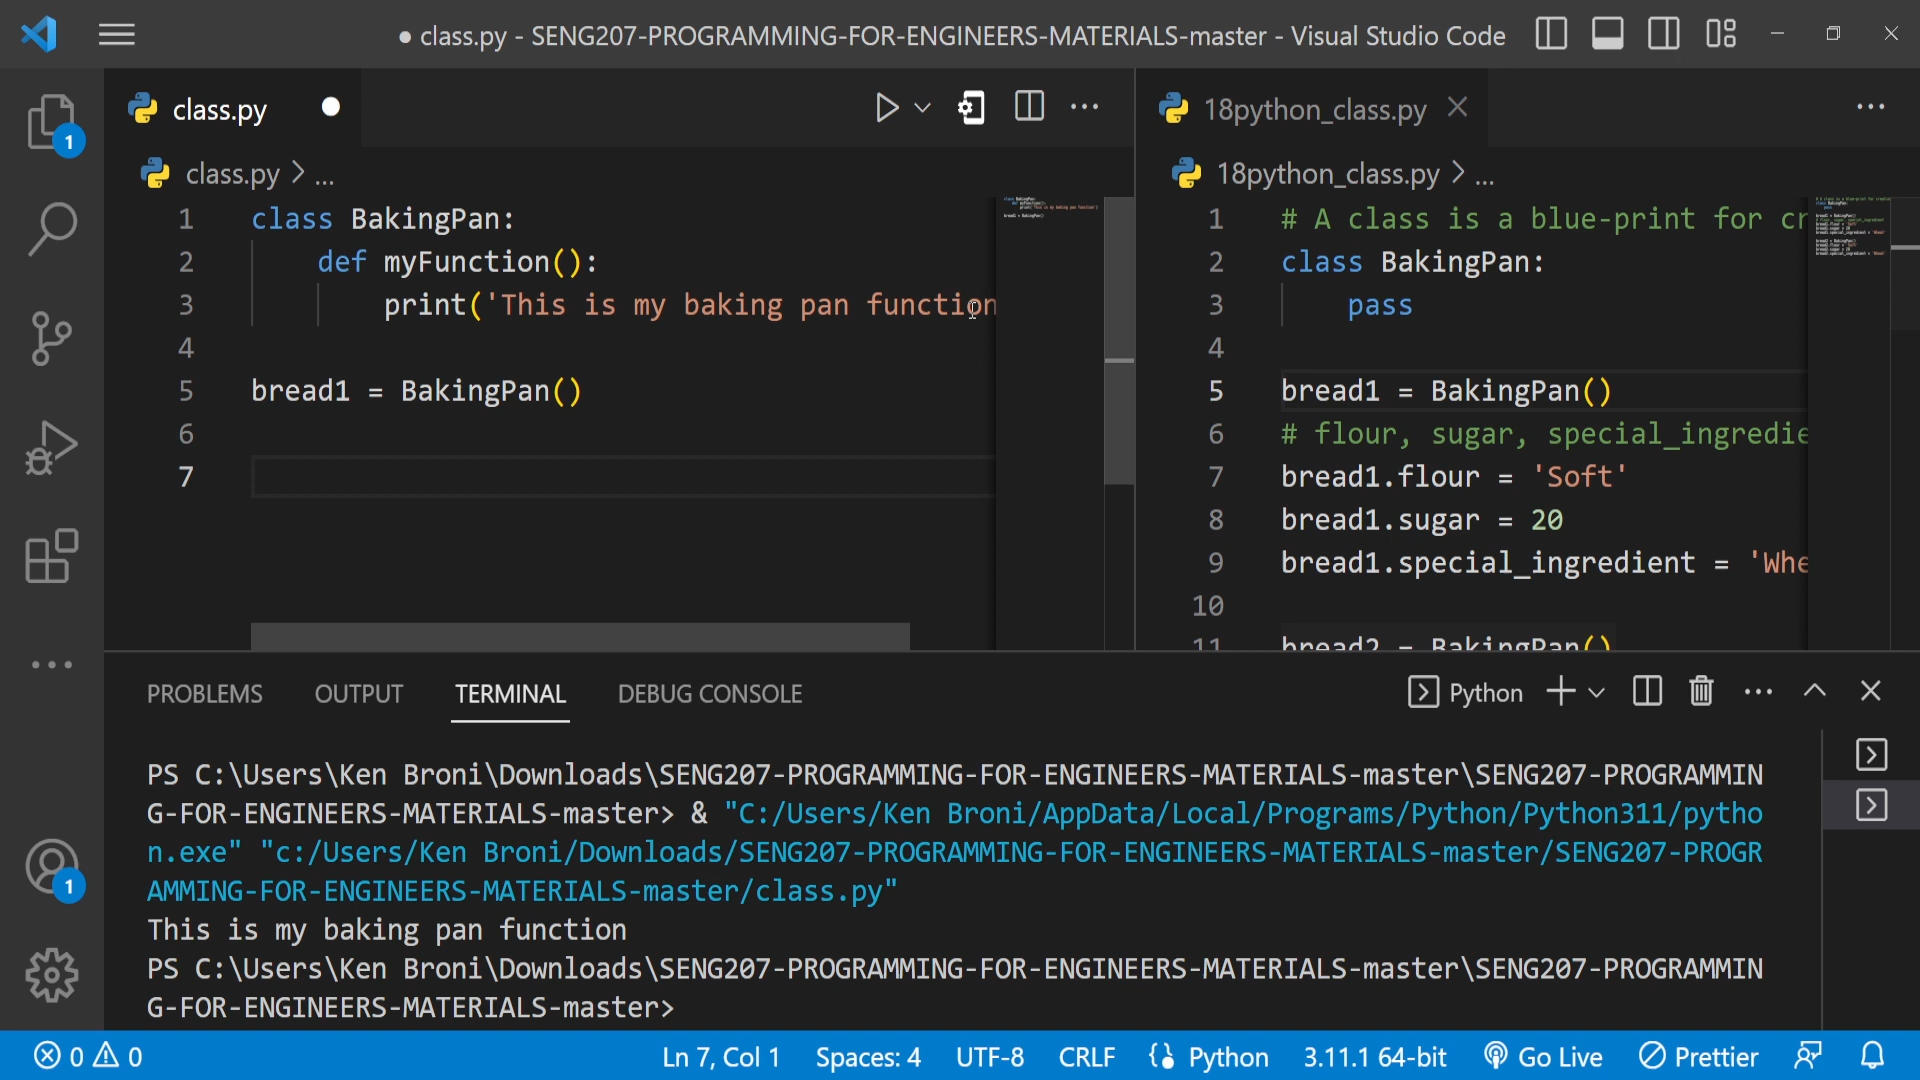 ● class.py - SENG207-PROGRAMMING-FOR-ENGINEERS-MATERIALS-master - Visual Studio Code
1
class.py
class.py > ...
1 class BakingPan:
2 def myFunction():
3 print('This is my baking pan function
4
5 bread1 = BakingPan()
6
7
18python_class.py
18python_class.py > ...
1 # A class is a blue-print for cr
2 class BakingPan:
3 pass
4
5 bread1 = BakingPan()
6 # flour, sugar, special_ingredie
7 bread1.flour = 'Soft'
8 bread1.sugar = 20
9 bread1.special_ingredient = 'Whe
10
11 bread2 = BakingPan()
PROBLEMS OUTPUT TERMINAL DEBUG CONSOLE Python
PS C:\Users\Ken Broni\Downloads\SENG207-PROGRAMMING-FOR-ENGINEERS-MATERIALS-master\SENG207-PROGRAMMIN
G-FOR-ENGINEERS-MATERIALS-master> & "C:/Users/Ken Broni/AppData/Local/Programs/Python/Python311/pytho
n.exe" "c:/Users/Ken Broni/Downloads/SENG207-PROGRAMMING-FOR-ENGINEERS-MATERIALS-master/SENG207-PROGR
AMMING-FOR-ENGINEERS-MATERIALS-master/class.py"
This is my baking pan function
PS C:\Users\Ken Broni\Downloads\SENG207-PROGRAMMING-FOR-ENGINEERS-MATERIALS-master\SENG207-PROGRAMMIN
G-FOR-ENGINEERS-MATERIALS-master>
1
0 0 Ln 7, Col 1 Spaces: 4 UTF-8 CRLF Python 3.11.1 64-bit Go Live Prettier